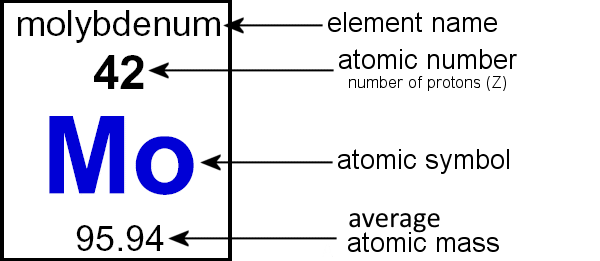 molybdenum element name
42 atomic number
number of protons (Z)
Mo atomic symbol
average
95.94 atomic mass